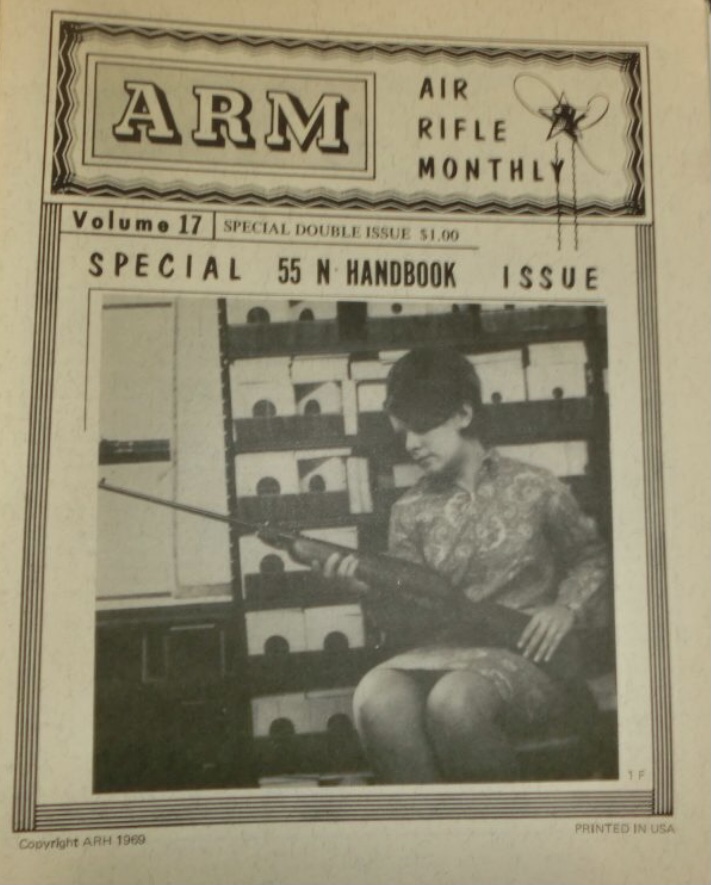 ARM
AIR
RIFLE
MONTHLY
Volume 17
SPECIAL DOUBLE ISSUE $1.00
SPECIAL 55 N HANDBOOK ISSUE
1 F
Copyright ARH 1969
PRINTED IN USA